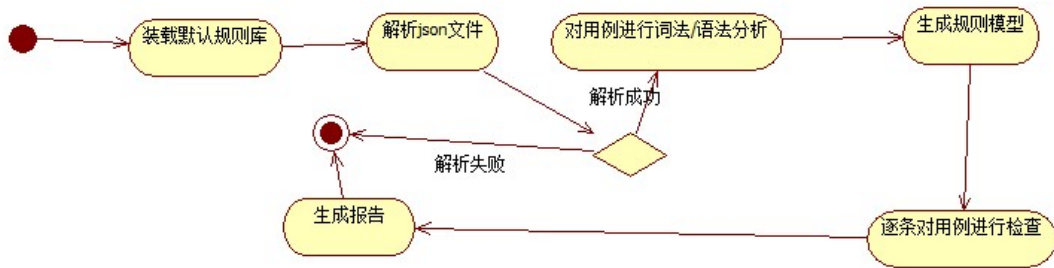 装载默认规则库
解析json文件
对用例进行词法/语法分析
生成规则模型
解析成功
解析失败
生成报告
逐条对用例进行检查